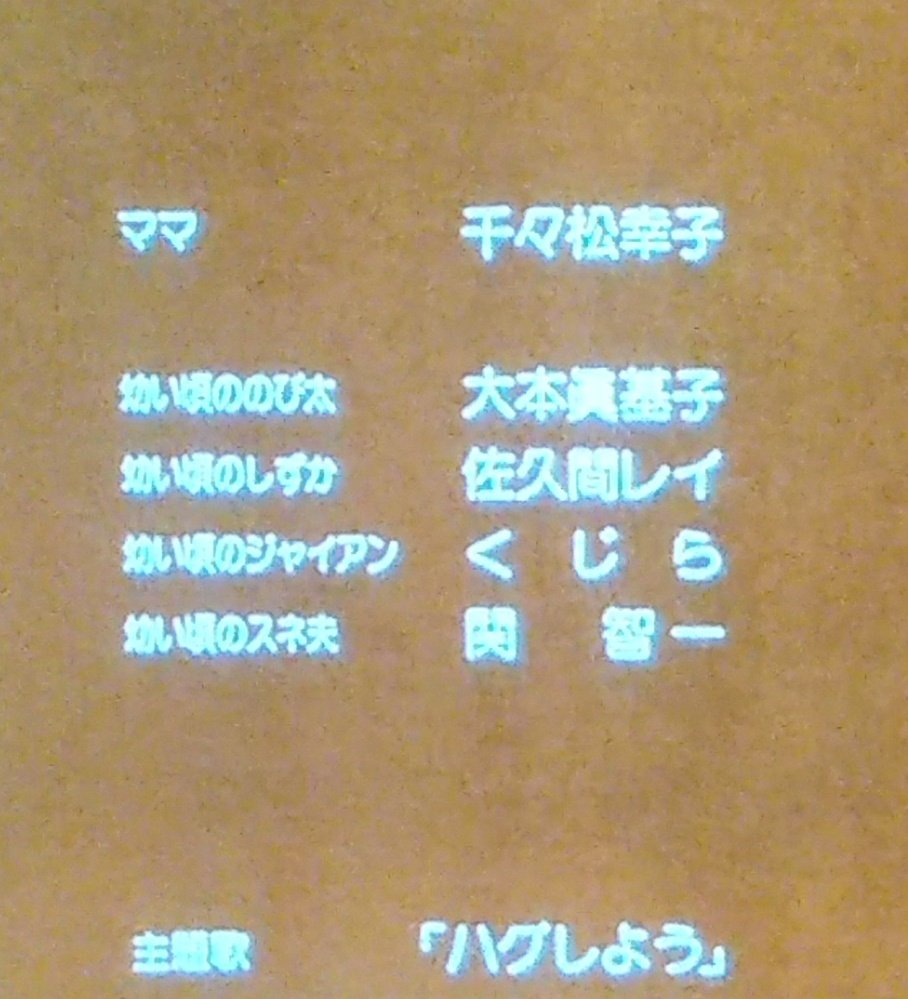 ママ 千々松幸子
幼い頃ののび太 大本眞基子
幼い頃のしずか 佐久間レイ
幼い頃のジャイアン くじら
幼い頃のスネ夫 関 智一
主題歌 「ハグしよう」